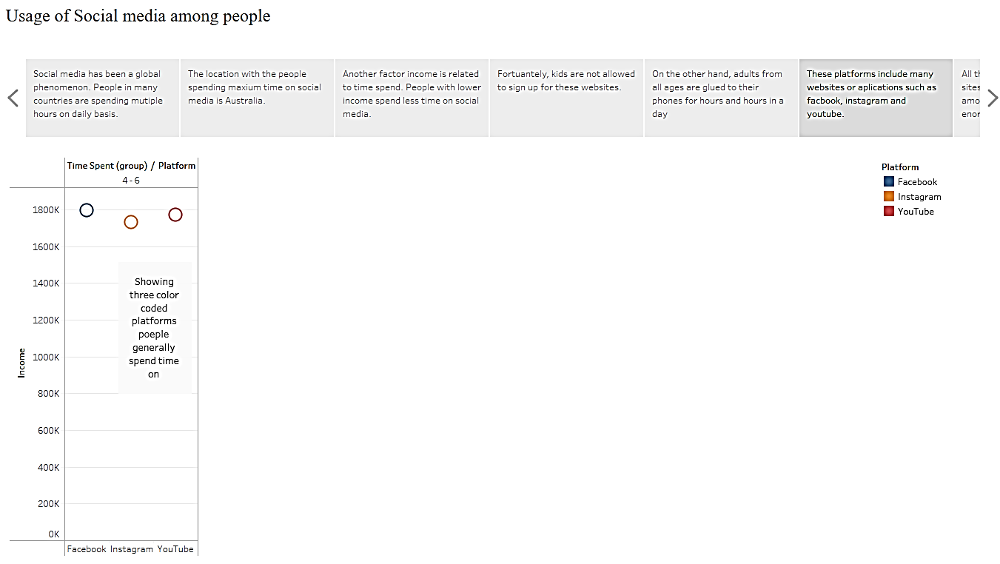 Usage of Social media among people
Social media has been a global
phenomenon. People in many
countries are spending mutiple
hours on daily basis.
The location with the people
spending maxium time on social
media is Australia.
Another factor income is related
to time spend. People with lower
income spend less time on social
media.
Fortuantely, kids are not allowed
to sign up for these websites.
On the other hand, adults from
all ages are glued to their
phones for hours and hours in a
day
These platforms include many
websites or aplications such as
facbook, instagram and
youtube.
All
sites
amo
enor
Time Spent (group) / Platform
4 - 6
1800K
1600K
1400K
1200K
1000K
800K
600K
400K
200K
0K
Income
Showing
three color
coded
platforms
poeple
generally
spend time
on
Facebook Instagram YouTube
Platform
Facebook
Instagram
YouTube